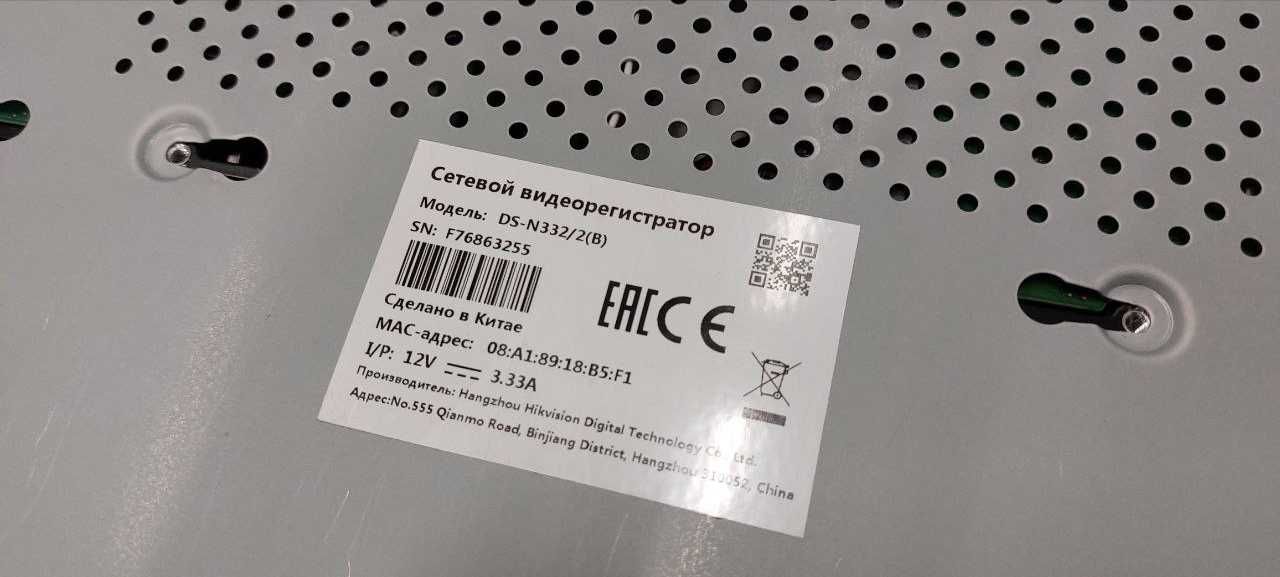 Сетевой видеорегистратор
Модель: DS-N332/2(B)
SN: F76863255
EAC CE
Сделано в Китае
MAC-адрес: 08:A1:89:18:B5:F1
I/P: 12V 3.33A
Производитель: Hangzhou Hikvision Digital Technology Co., Ltd.
Адрес:No.555 Qianmo Road, Binjiang District, Hangzhou 310052, China